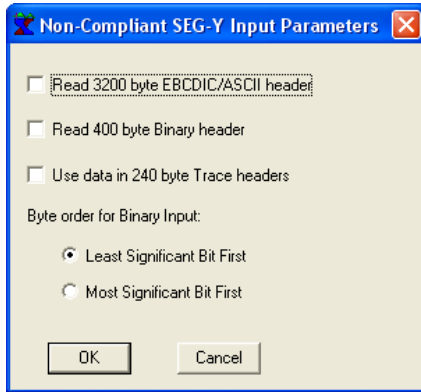 Non-Compliant SEG-Y Input Parameters
Read 3200 byte EBCDIC/ASCII header
Read 400 byte Binary header
Use data in 240 byte Trace headers
Byte order for Binary Input:
Least Significant Bit First
Most Significant Bit First
OK Cancel